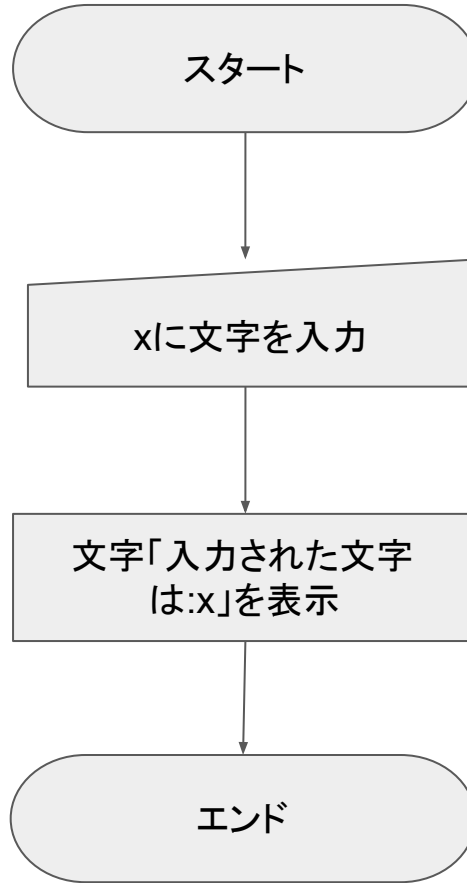 スタート
xに文字を入力
文字「入力された文字
は:x」を表示
エンド